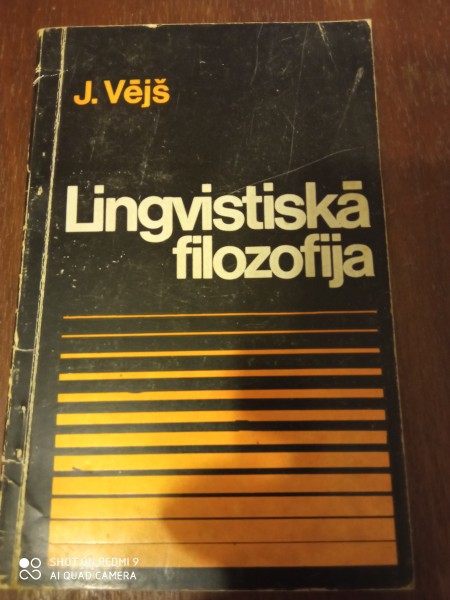 J. Vējš
Lingvistiskā
filozofija
SHOT ON REDMI 9
AI QUAD CAMERA